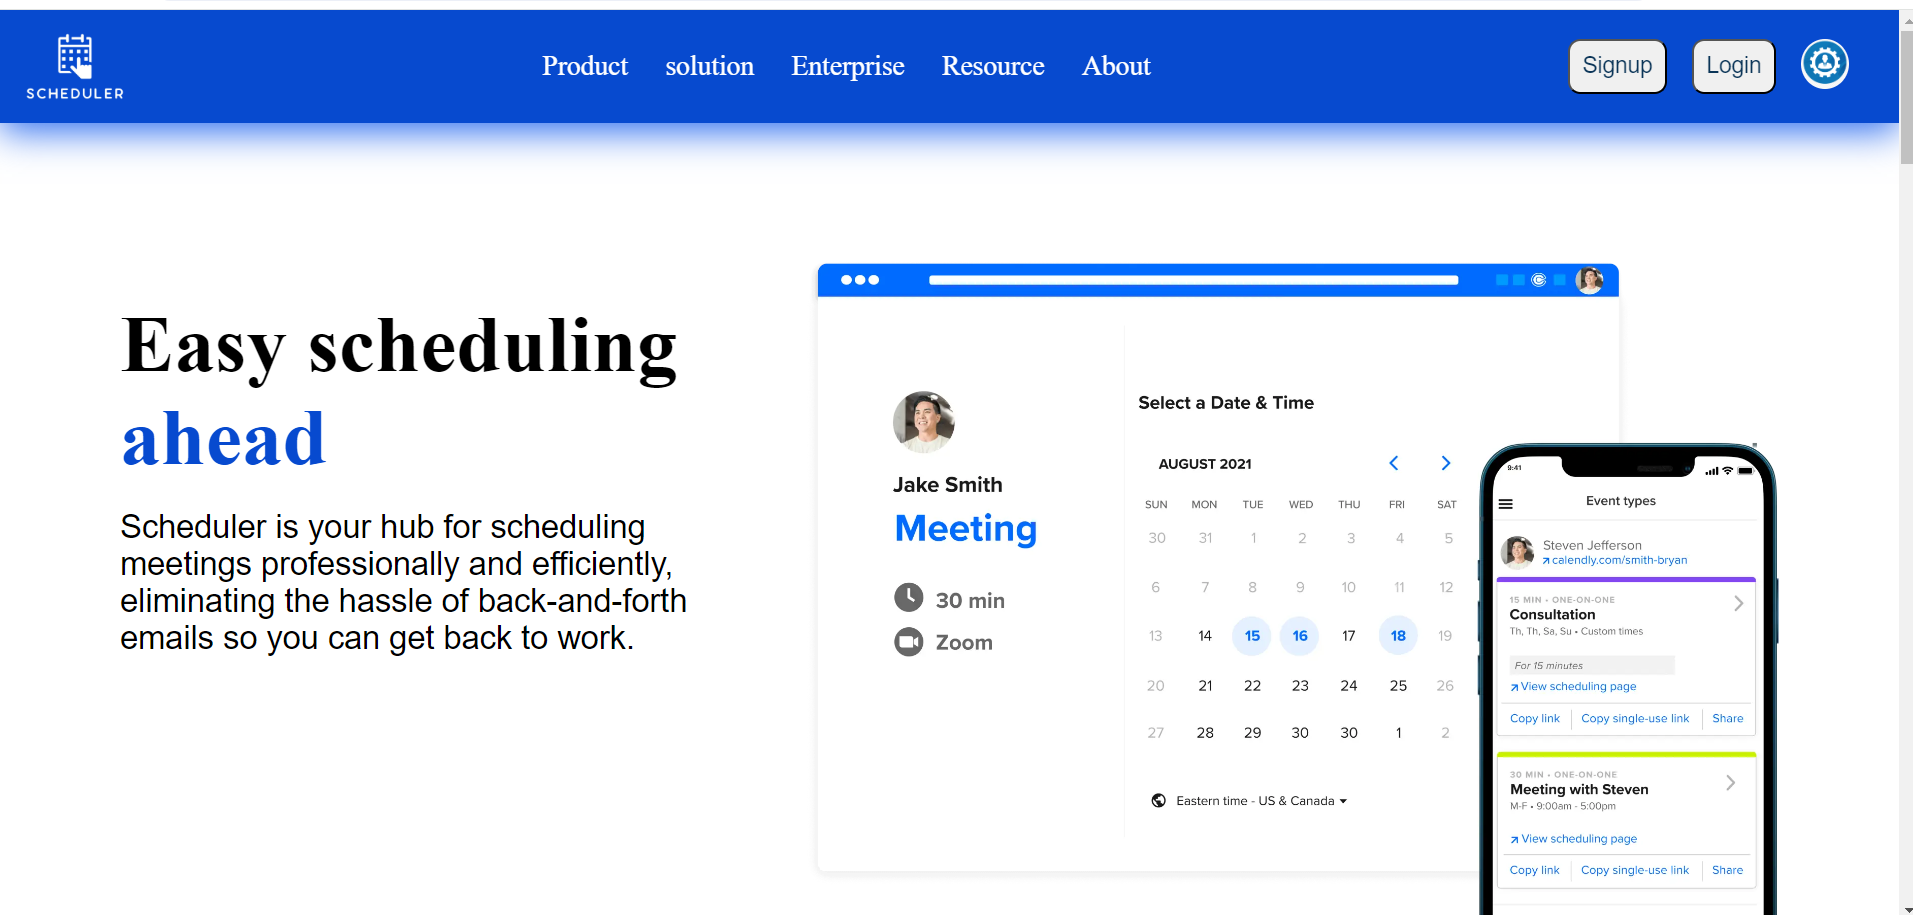 SCHEDULER
Product solution Enterprise Resource About
Signup Login
Easy scheduling
ahead
Scheduler is your hub for scheduling
meetings professionally and efficiently,
eliminating the hassle of back-and-forth
emails so you can get back to work.
Jake Smith
Meeting
30 min
Zoom
Select a Date & Time
AUGUST 2021
SUN MON TUE WED THU FRI SAT
30 31 1 2 3 4 5
6 7 8 9 10 11 12
13 14 15 16 17 18 19
20 21 22 23 24 25 26
27 28 29 30 30 1 2
Eastern time - US & Canada
9:41
Event types
Steven Jefferson
calendly.com/smith-bryan
15 MIN • ONE-ON-ONE
Consultation
Th, Th, Sa, Su • Custom times
For 15 minutes
View scheduling page
Copy link Copy single-use link Share
30 MIN • ONE-ON-ONE
Meeting with Steven
M-F • 9:00am - 5:00pm
View scheduling page
Copy link Copy single-use link Share